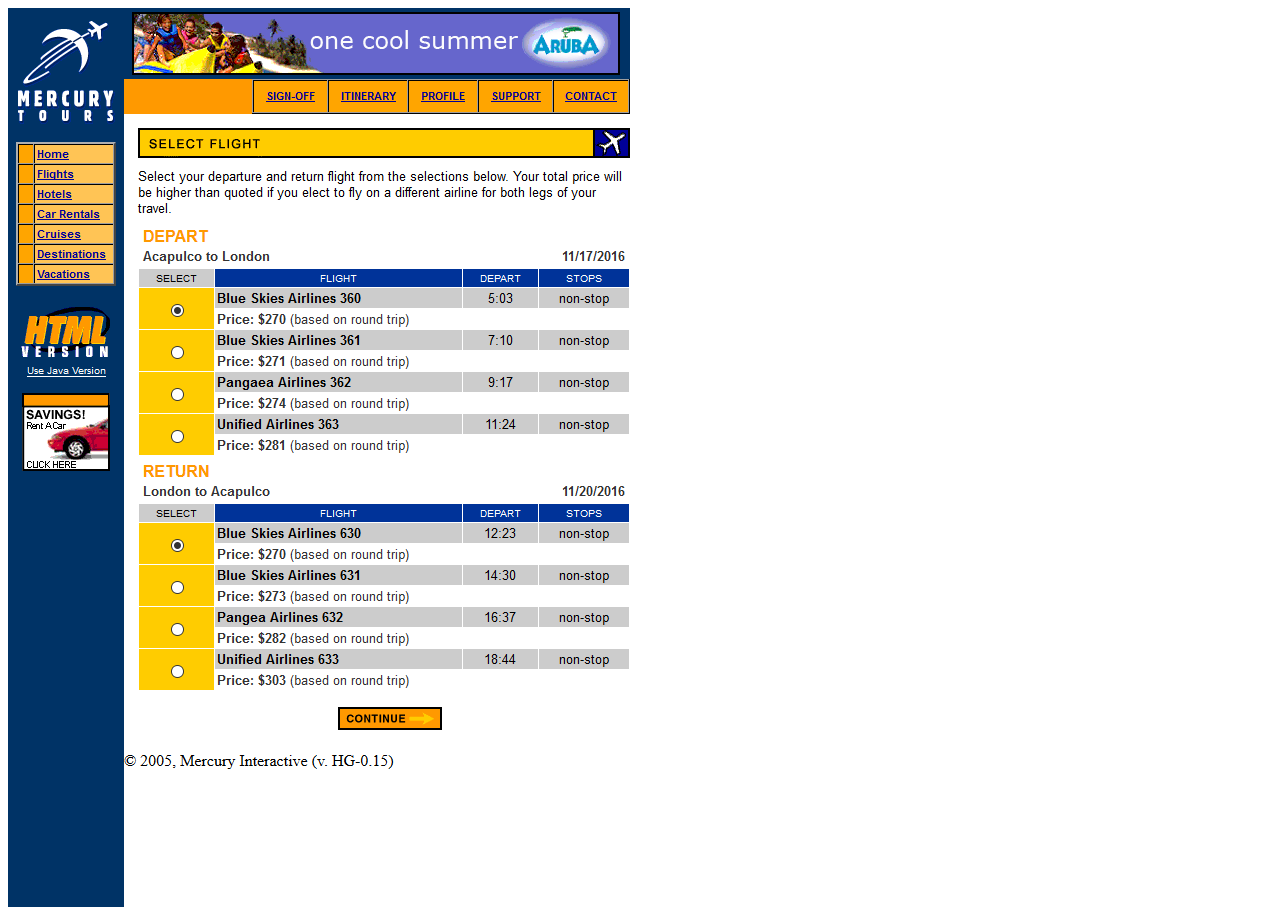 one cool summer ARUBA
MERCURY
TOURS
SIGN-OFF ITINERARY PROFILE SUPPORT CONTACT
Home
Flights
Hotels
Car Rentals
Cruises
Destinations
Vacations
HTML
VERSION
Use Java Version
SAVINGS!
Rent A Car
CLICK HERE
SELECT FLIGHT
Select your departure and return flight from the selections below. Your total price will
be higher than quoted if you elect to fly on a different airline for both legs of your
travel.
DEPART
Acapulco to London 11/17/2016
SELECT FLIGHT DEPART STOPS
Blue Skies Airlines 360 5:03 non-stop
Price: $270 (based on round trip)
Blue Skies Airlines 361 7:10 non-stop
Price: $271 (based on round trip)
Pangaea Airlines 362 9:17 non-stop
Price: $274 (based on round trip)
Unified Airlines 363 11:24 non-stop
Price: $281 (based on round trip)
RETURN
London to Acapulco 11/20/2016
SELECT FLIGHT DEPART STOPS
Blue Skies Airlines 630 12:23 non-stop
Price: $270 (based on round trip)
Blue Skies Airlines 631 14:30 non-stop
Price: $273 (based on round trip)
Pangea Airlines 632 16:37 non-stop
Price: $282 (based on round trip)
Unified Airlines 633 18:44 non-stop
Price: $303 (based on round trip)
CONTINUE
© 2005, Mercury Interactive (v. HG-0.15)